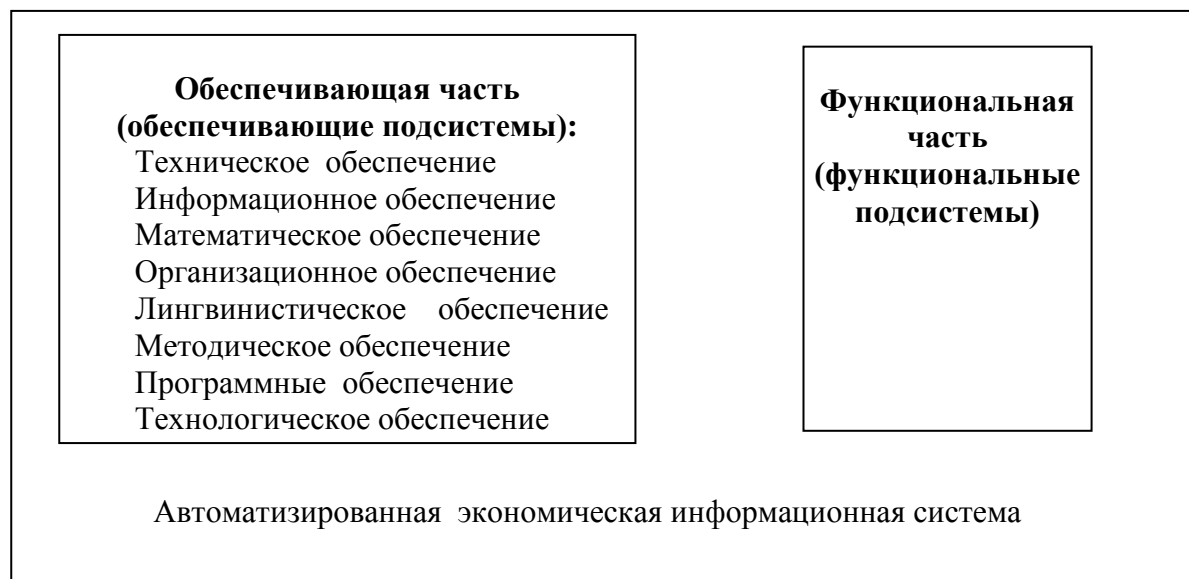 Обеспечивающая часть
(обеспечивающие подсистемы):
Техническое обеспечение
Информационное обеспечение
Математическое обеспечение
Организационное обеспечение
Лингвинистическое обеспечение
Методическое обеспечение
Программные обеспечение
Технологическое обеспечение
Функциональная
часть
(функциональные
подсистемы)
Автоматизированная экономическая информационная система